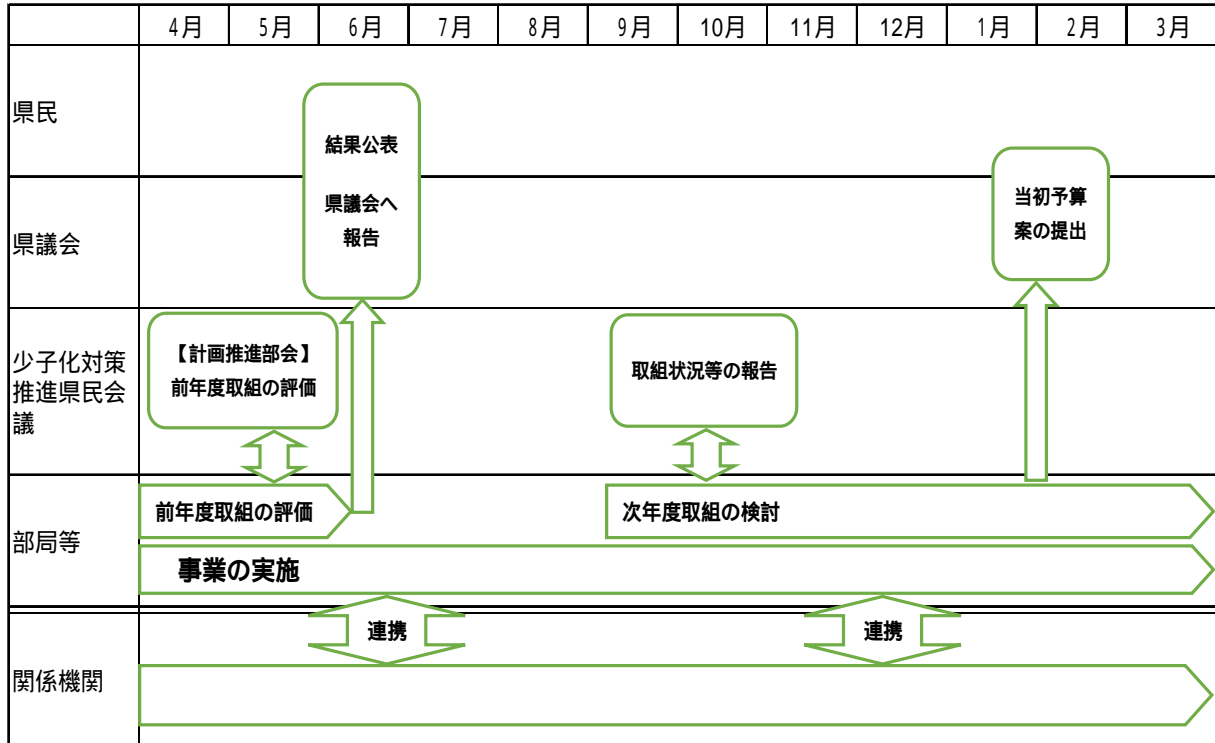 4月 5月 6月 7月 8月 9月 10月 11月 12月 1月 2月 3月
県民
結果公表
県議会へ
報告
県議会
当初予算
案の提出
少子化対策
推進県民会
議
【計画推進部会】
前年度取組の評価
取組状況等の報告
部局等
前年度取組の評価
次年度取組の検討
事業の実施
連携
連携
関係機関